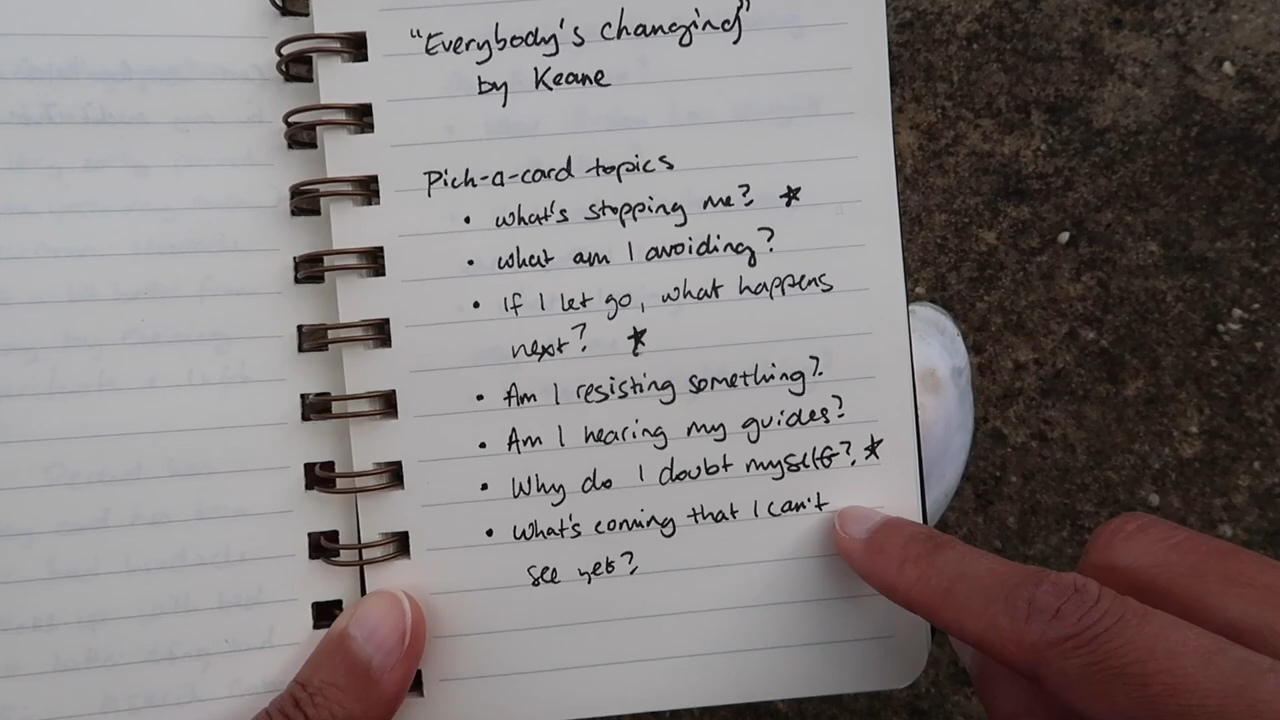 "Everybody's changing"
by Keane
Pick-a-card topics
• what's stopping me? ★
• what am I avoiding?
• If I let go, what happens
next? ★
• Am I resisting something?
• Am I hearing my guides?
• Why do I doubt myself? ★
• What's coming that I can't
see yet?